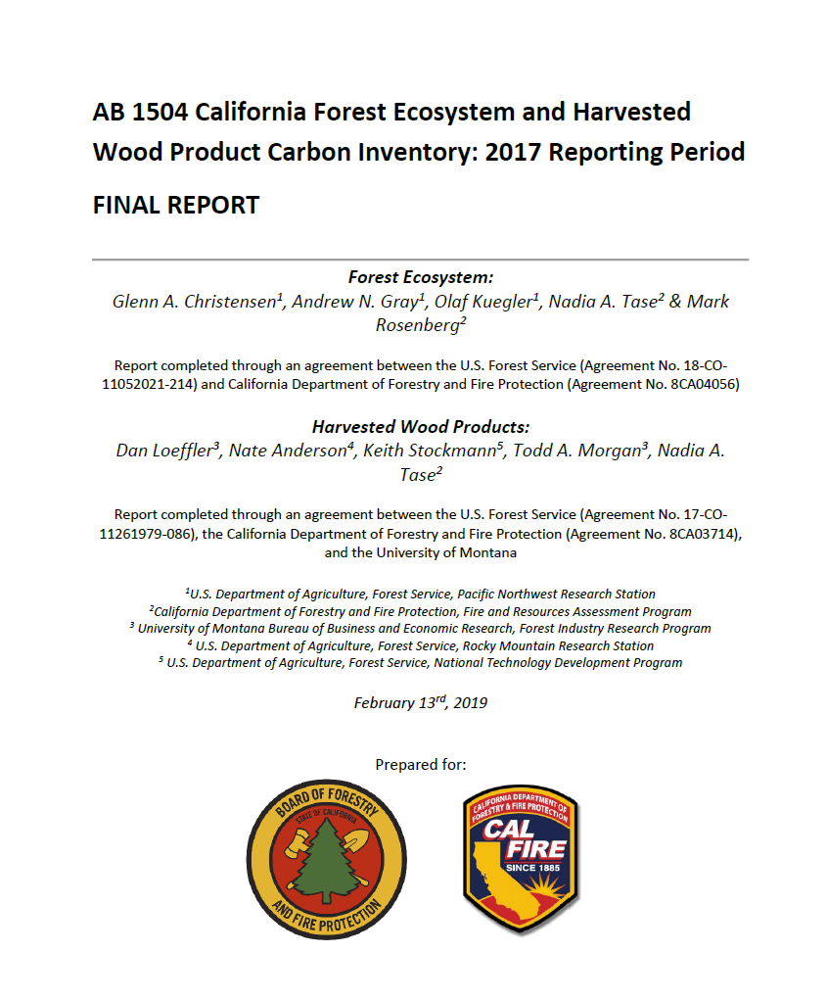 AB 1504 California Forest Ecosystem and Harvested
Wood Product Carbon Inventory: 2017 Reporting Period
FINAL REPORT
Forest Ecosystem:
Glenn A. Christensen¹, Andrew N. Gray¹, Olaf Kuegler¹, Nadia A. Tase² & Mark
Rosenberg²
Report completed through an agreement between the U.S. Forest Service (Agreement No. 18-CO-
11052021-214) and California Department of Forestry and Fire Protection (Agreement No. 8CA04056)
Harvested Wood Products:
Dan Loeffler³, Nate Anderson⁴, Keith Stockmann⁵, Todd A. Morgan³, Nadia A.
Tase²
Report completed through an agreement between the U.S. Forest Service (Agreement No. 17-CO-
11261979-086), the California Department of Forestry and Fire Protection (Agreement No. 8CA03714),
and the University of Montana
¹U.S. Department of Agriculture, Forest Service, Pacific Northwest Research Station
²California Department of Forestry and Fire Protection, Fire and Resources Assessment Program
³ University of Montana Bureau of Business and Economic Research, Forest Industry Research Program
⁴ U.S. Department of Agriculture, Forest Service, Rocky Mountain Research Station
⁵ U.S. Department of Agriculture, Forest Service, National Technology Development Program
February 13rd, 2019
Prepared for:
BOARD OF FORESTRY
STATE OF CALIFORNIA
AND FIRE PROTECTION
CALIFORNIA DEPARTMENT OF
FORESTRY & FIRE PROTECTION
CAL
FIRE
SINCE 1885